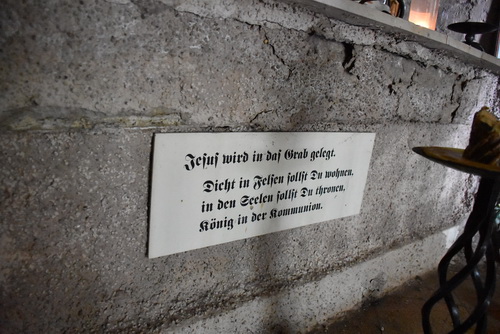 Jeſuſ wird in daſ Grab gelegt.
Nicht in Felſen ſollſt Du wohnen,
in den Seelen ſollſt Du thronen,
König in der Kommunion.